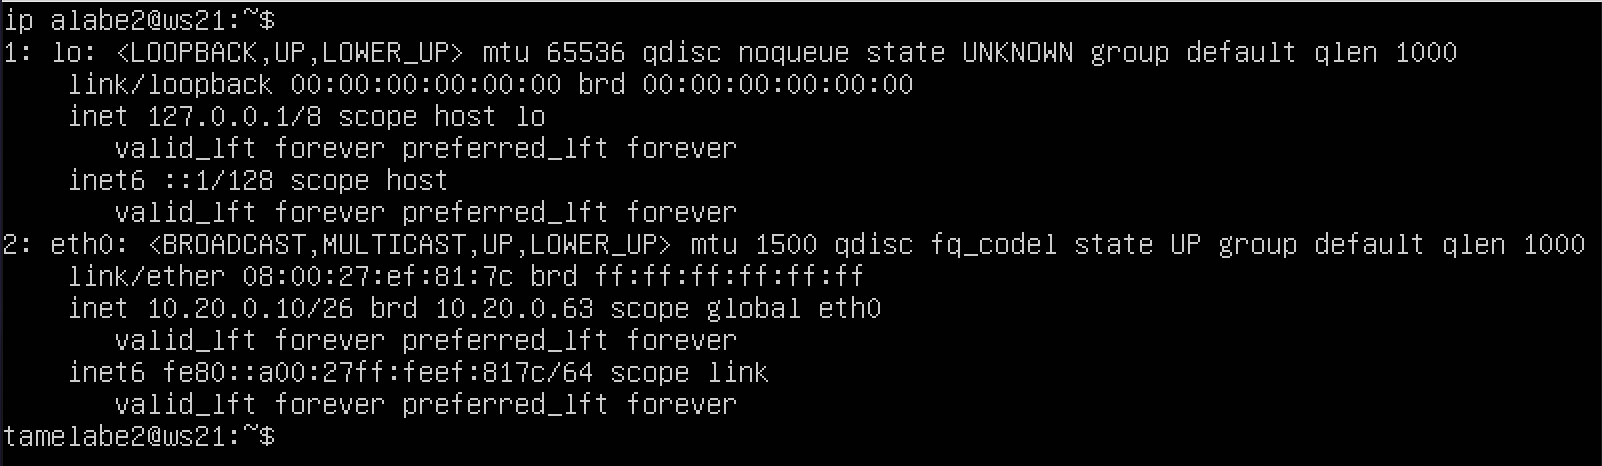 ip alabe2@ws21:~$
1: lo: <LOOPBACK,UP,LOWER_UP> mtu 65536 qdisc noqueue state UNKNOWN group default qlen 1000
    link/loopback 00:00:00:00:00:00 brd 00:00:00:00:00:00
    inet 127.0.0.1/8 scope host lo
       valid_lft forever preferred_lft forever
    inet6 ::1/128 scope host
       valid_lft forever preferred_lft forever
2: eth0: <BROADCAST,MULTICAST,UP,LOWER_UP> mtu 1500 qdisc fq_codel state UP group default qlen 1000
    link/ether 08:00:27:ef:81:7c brd ff:ff:ff:ff:ff:ff
    inet 10.20.0.10/26 brd 10.20.0.63 scope global eth0
       valid_lft forever preferred_lft forever
    inet6 fe80::a00:27ff:feef:817c/64 scope link
       valid_lft forever preferred_lft forever
tamelabe2@ws21:~$